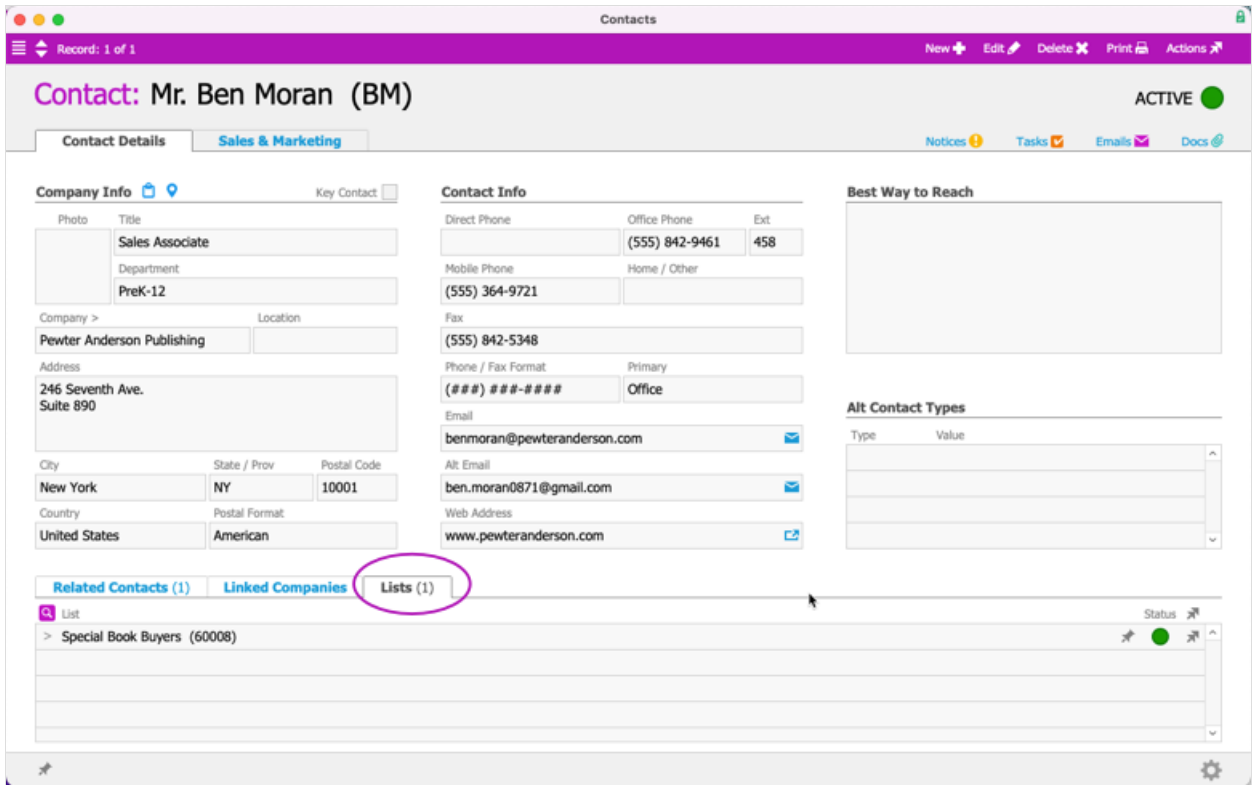 Contacts
Record: 1 of 1 New Edit Delete Print Actions
Contact: Mr. Ben Moran (BM) ACTIVE
Contact Details Sales & Marketing Notices Tasks Emails Docs
Company Info Key Contact Contact Info Best Way to Reach
Photo Title Direct Phone Office Phone Ext
Sales Associate (555) 842-9461 458
Department Mobile Phone Home / Other
PreK-12 (555) 364-9721
Company > Location Fax
Pewter Anderson Publishing (555) 842-5348
Address Phone / Fax Format Primary
246 Seventh Ave. (###) ###-#### Office
Suite 890
Alt Contact Types
Email
Type Value
benmoran@pewteranderson.com
City State / Prov Postal Code Alt Email
New York NY 10001 ben.moran0871@gmail.com
Country Postal Format Web Address
United States American www.pewteranderson.com
Related Contacts (1) Linked Companies Lists (1)
List Status
> Special Book Buyers (60008)